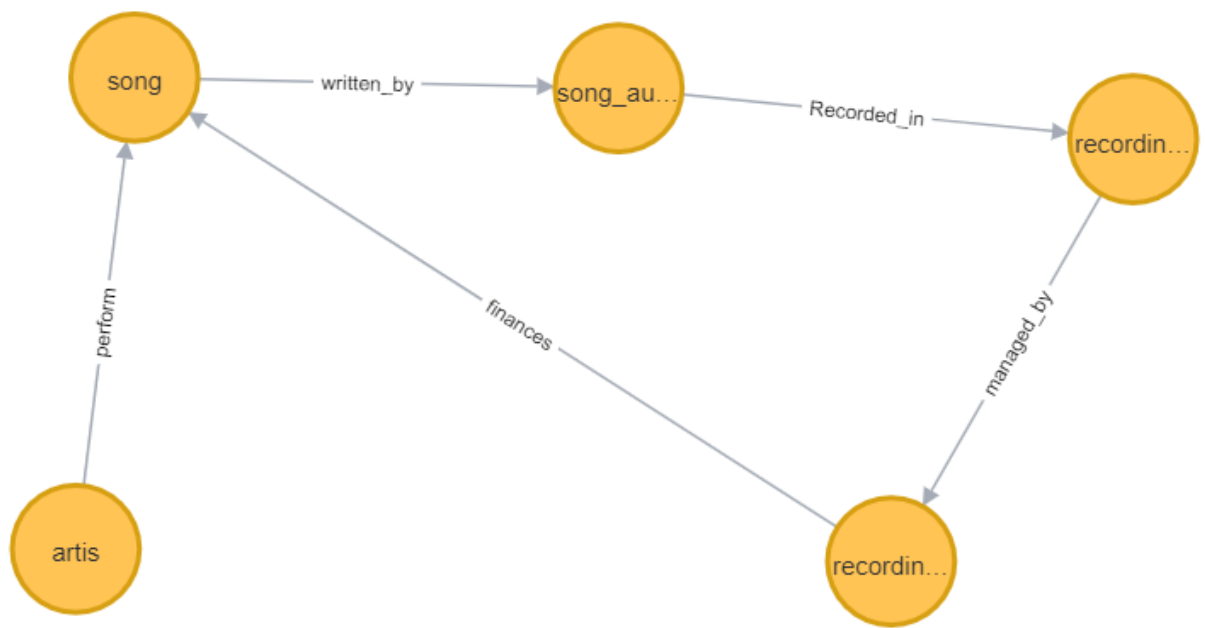 song
written_by
song_au...
Recorded_in
recordin...
perform
finances
managed_by
artis
recordin...